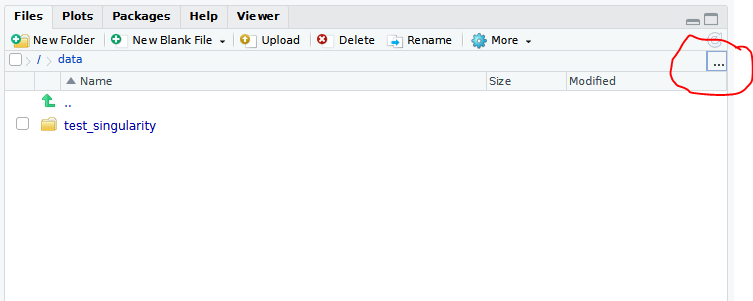 Files Plots Packages Help Viewer
New Folder New Blank File Upload Delete Rename More
/ data ...
Name Size Modified
..
test_singularity